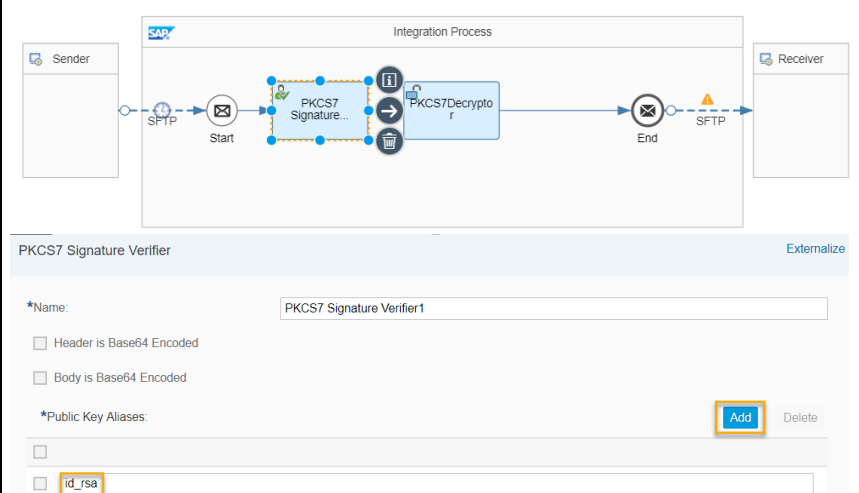 SAP
Integration Process
Sender
Receiver
PKCS7
Signature...
PKCS7Decrypto
r
SFTP
Start
End
SFTP
PKCS7 Signature Verifier
Externalize
*Name:
PKCS7 Signature Verifier1
Header is Base64 Encoded
Body is Base64 Encoded
*Public Key Aliases:
Add
Delete
id_rsa